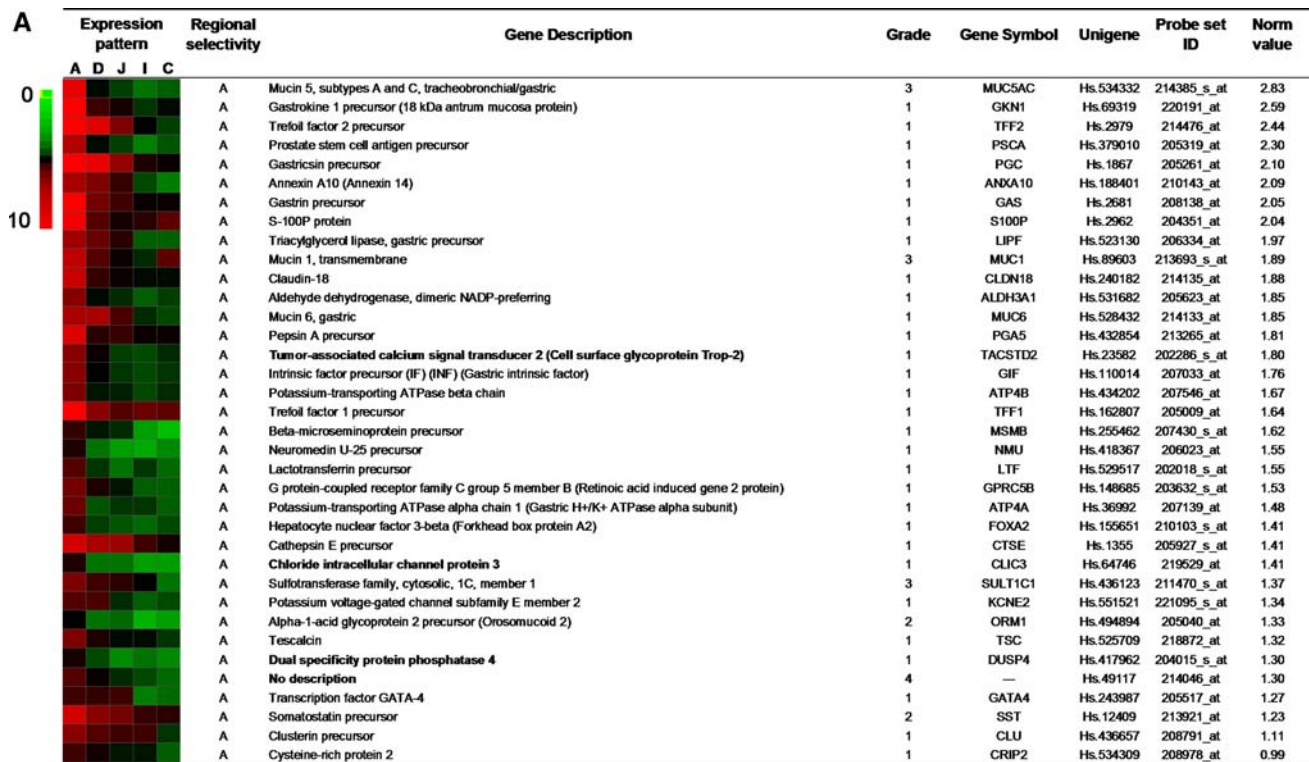 A
Expression pattern Regional selectivity Gene Description Grade Gene Symbol Unigene Probe set ID Norm value
A D J I C
0
10
A Mucin 5, subtypes A and C, tracheobronchial/gastric 3 MUC5AC Hs.534332 214385_s_at 2.83
A Gastrokine 1 precursor (18 kDa antrum mucosa protein) 1 GKN1 Hs.69319 220191_at 2.59
A Trefoil factor 2 precursor 1 TFF2 Hs.2979 214476_at 2.44
A Prostate stem cell antigen precursor 1 PSCA Hs.379010 205319_at 2.30
A Gastricsin precursor 1 PGC Hs.1867 205261_at 2.10
A Annexin A10 (Annexin 14) 1 ANXA10 Hs.188401 210143_at 2.09
A Gastrin precursor 1 GAS Hs.2681 208138_at 2.05
A S-100P protein 1 S100P Hs.2962 204351_at 2.04
A Triacylglycerol lipase, gastric precursor 1 LIPF Hs.523130 206334_at 1.97
A Mucin 1, transmembrane 3 MUC1 Hs.89603 213693_s_at 1.89
A Claudin-18 1 CLDN18 Hs.240182 214135_at 1.88
A Aldehyde dehydrogenase, dimeric NADP-preferring 1 ALDH3A1 Hs.531682 205623_at 1.85
A Mucin 6, gastric 1 MUC6 Hs.528432 214133_at 1.85
A Pepsin A precursor 1 PGA5 Hs.432854 213265_at 1.81
A Tumor-associated calcium signal transducer 2 (Cell surface glycoprotein Trop-2) 1 TACSTD2 Hs.23582 202286_s_at 1.80
A Intrinsic factor precursor (IF) (INF) (Gastric intrinsic factor) 1 GIF Hs.110014 207033_at 1.76
A Potassium-transporting ATPase beta chain 1 ATP4B Hs.434202 207546_at 1.67
A Trefoil factor 1 precursor 1 TFF1 Hs.162807 205009_at 1.64
A Beta-microseminoprotein precursor 1 MSMB Hs.255462 207430_s_at 1.62
A Neuromedin U-25 precursor 1 NMU Hs.418367 206023_at 1.55
A Lactotransferrin precursor 1 LTF Hs.529517 202018_s_at 1.55
A G protein-coupled receptor family C group 5 member B (Retinoic acid induced gene 2 protein) 1 GPRC5B Hs.148685 203632_s_at 1.53
A Potassium-transporting ATPase alpha chain 1 (Gastric H+/K+ ATPase alpha subunit) 1 ATP4A Hs.36992 207139_at 1.48
A Hepatocyte nuclear factor 3-beta (Forkhead box protein A2) 1 FOXA2 Hs.155651 210103_s_at 1.41
A Cathepsin E precursor 1 CTSE Hs.1355 205927_s_at 1.41
A Chloride intracellular channel protein 3 1 CLIC3 Hs.64746 219529_at 1.41
A Sulfotransferase family, cytosolic, 1C, member 1 3 SULT1C1 Hs.436123 211470_s_at 1.37
A Potassium voltage-gated channel subfamily E member 2 1 KCNE2 Hs.551521 221095_s_at 1.34
A Alpha-1-acid glycoprotein 2 precursor (Orosomucoid 2) 2 ORM1 Hs.494894 205040_at 1.33
A Tescalcin 1 TSC Hs.525709 218872_at 1.32
A Dual specificity protein phosphatase 4 1 DUSP4 Hs.417962 204015_s_at 1.30
A No description 4 — Hs.49117 214046_at 1.30
A Transcription factor GATA-4 1 GATA4 Hs.243987 205517_at 1.27
A Somatostatin precursor 2 SST Hs.12409 213921_at 1.23
A Clusterin precursor 1 CLU Hs.436657 208791_at 1.11
A Cysteine-rich protein 2 1 CRIP2 Hs.534309 208978_at 0.99